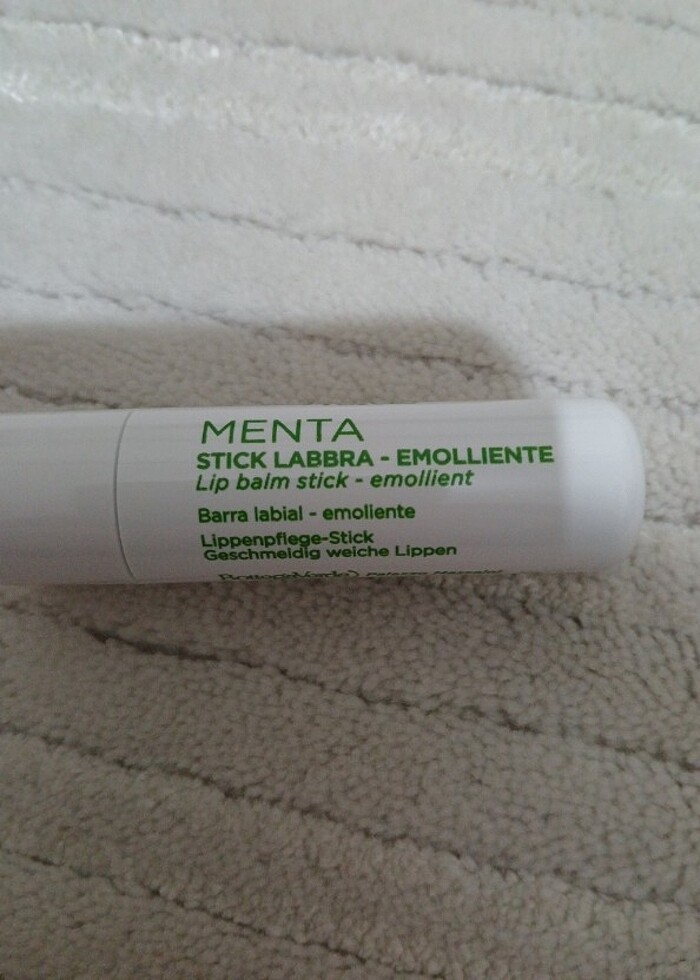 MENTA
STICK LABBRA - EMOLLIENTE
Lip balm stick - emollient
Barra labial - emoliente
Lippenpflege-Stick
Geschmeidig weiche Lippen